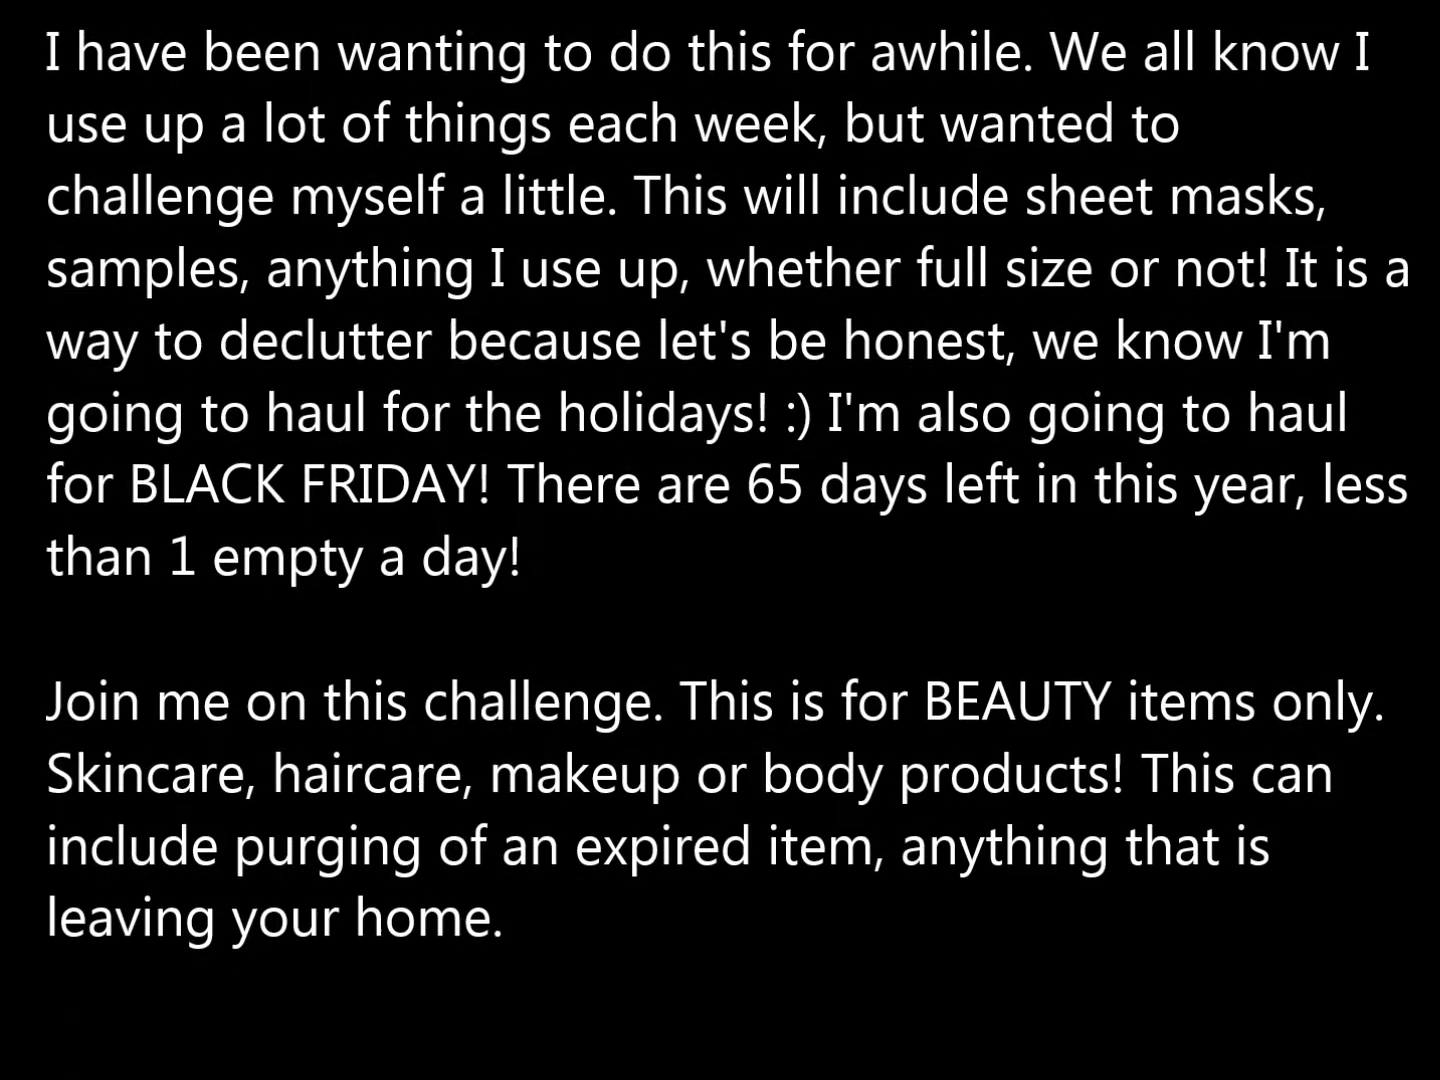 I have been wanting to do this for awhile. We all know I
use up a lot of things each week, but wanted to
challenge myself a little. This will include sheet masks,
samples, anything I use up, whether full size or not! It is a
way to declutter because let's be honest, we know I'm
going to haul for the holidays! :) I'm also going to haul
for BLACK FRIDAY! There are 65 days left in this year, less
than 1 empty a day!
Join me on this challenge. This is for BEAUTY items only.
Skincare, haircare, makeup or body products! This can
include purging of an expired item, anything that is
leaving your home.